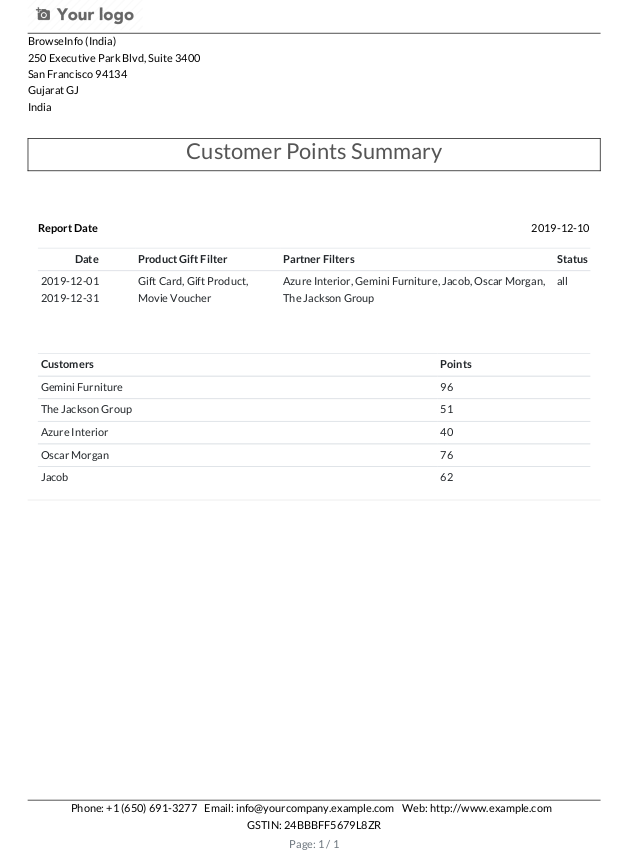 Your logo
BrowseInfo (India)
250 Executive Park Blvd, Suite 3400
San Francisco 94134
Gujarat GJ
India
Customer Points Summary
Report Date 2019-12-10
Date Product Gift Filter Partner Filters Status
2019-12-01 Gift Card, Gift Product, Azure Interior, Gemini Furniture, Jacob, Oscar Morgan, all
2019-12-31 Movie Voucher The Jackson Group
Customers Points
Gemini Furniture 96
The Jackson Group 51
Azure Interior 40
Oscar Morgan 76
Jacob 62
Phone: +1 (650) 691-3277 Email: info@yourcompany.example.com Web: http://www.example.com
GSTIN: 24BBBFF5679L8ZR
Page: 1 / 1